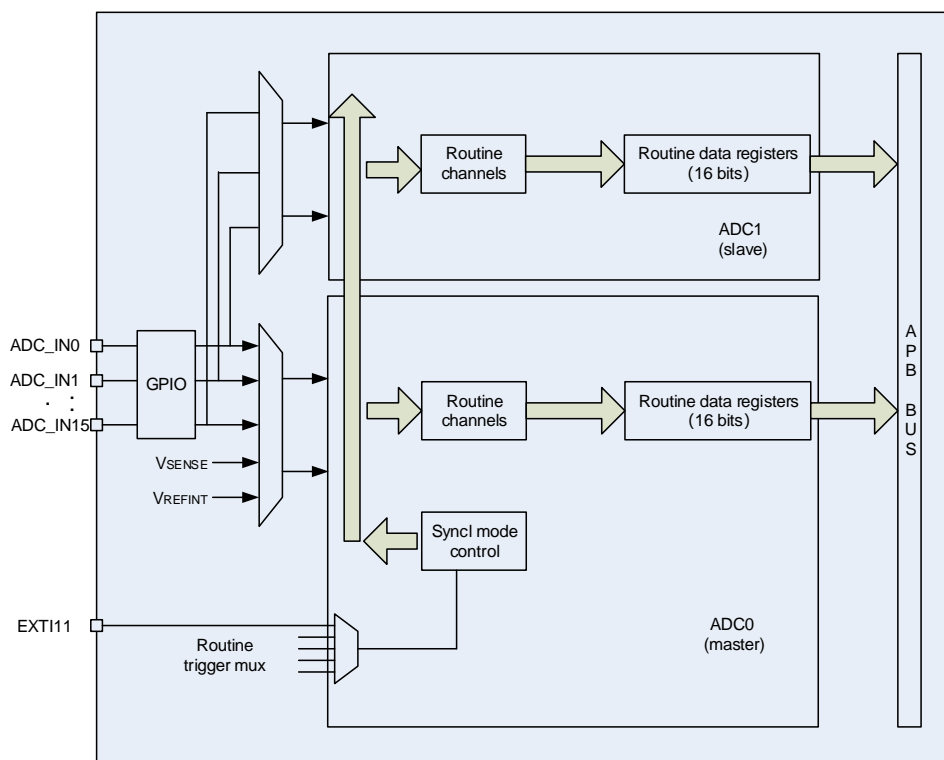 Routine
channels
Routine data registers
(16 bits)
ADC1
(slave)
ADC_IN0
ADC_IN1
. . :
ADC_IN15
GPIO
VSENSE
VREFINT
Routine
channels
Routine data registers
(16 bits)
Syncl mode
control
EXTI11
Routine
trigger mux
ADC0
(master)
A
P
B
B
U
S